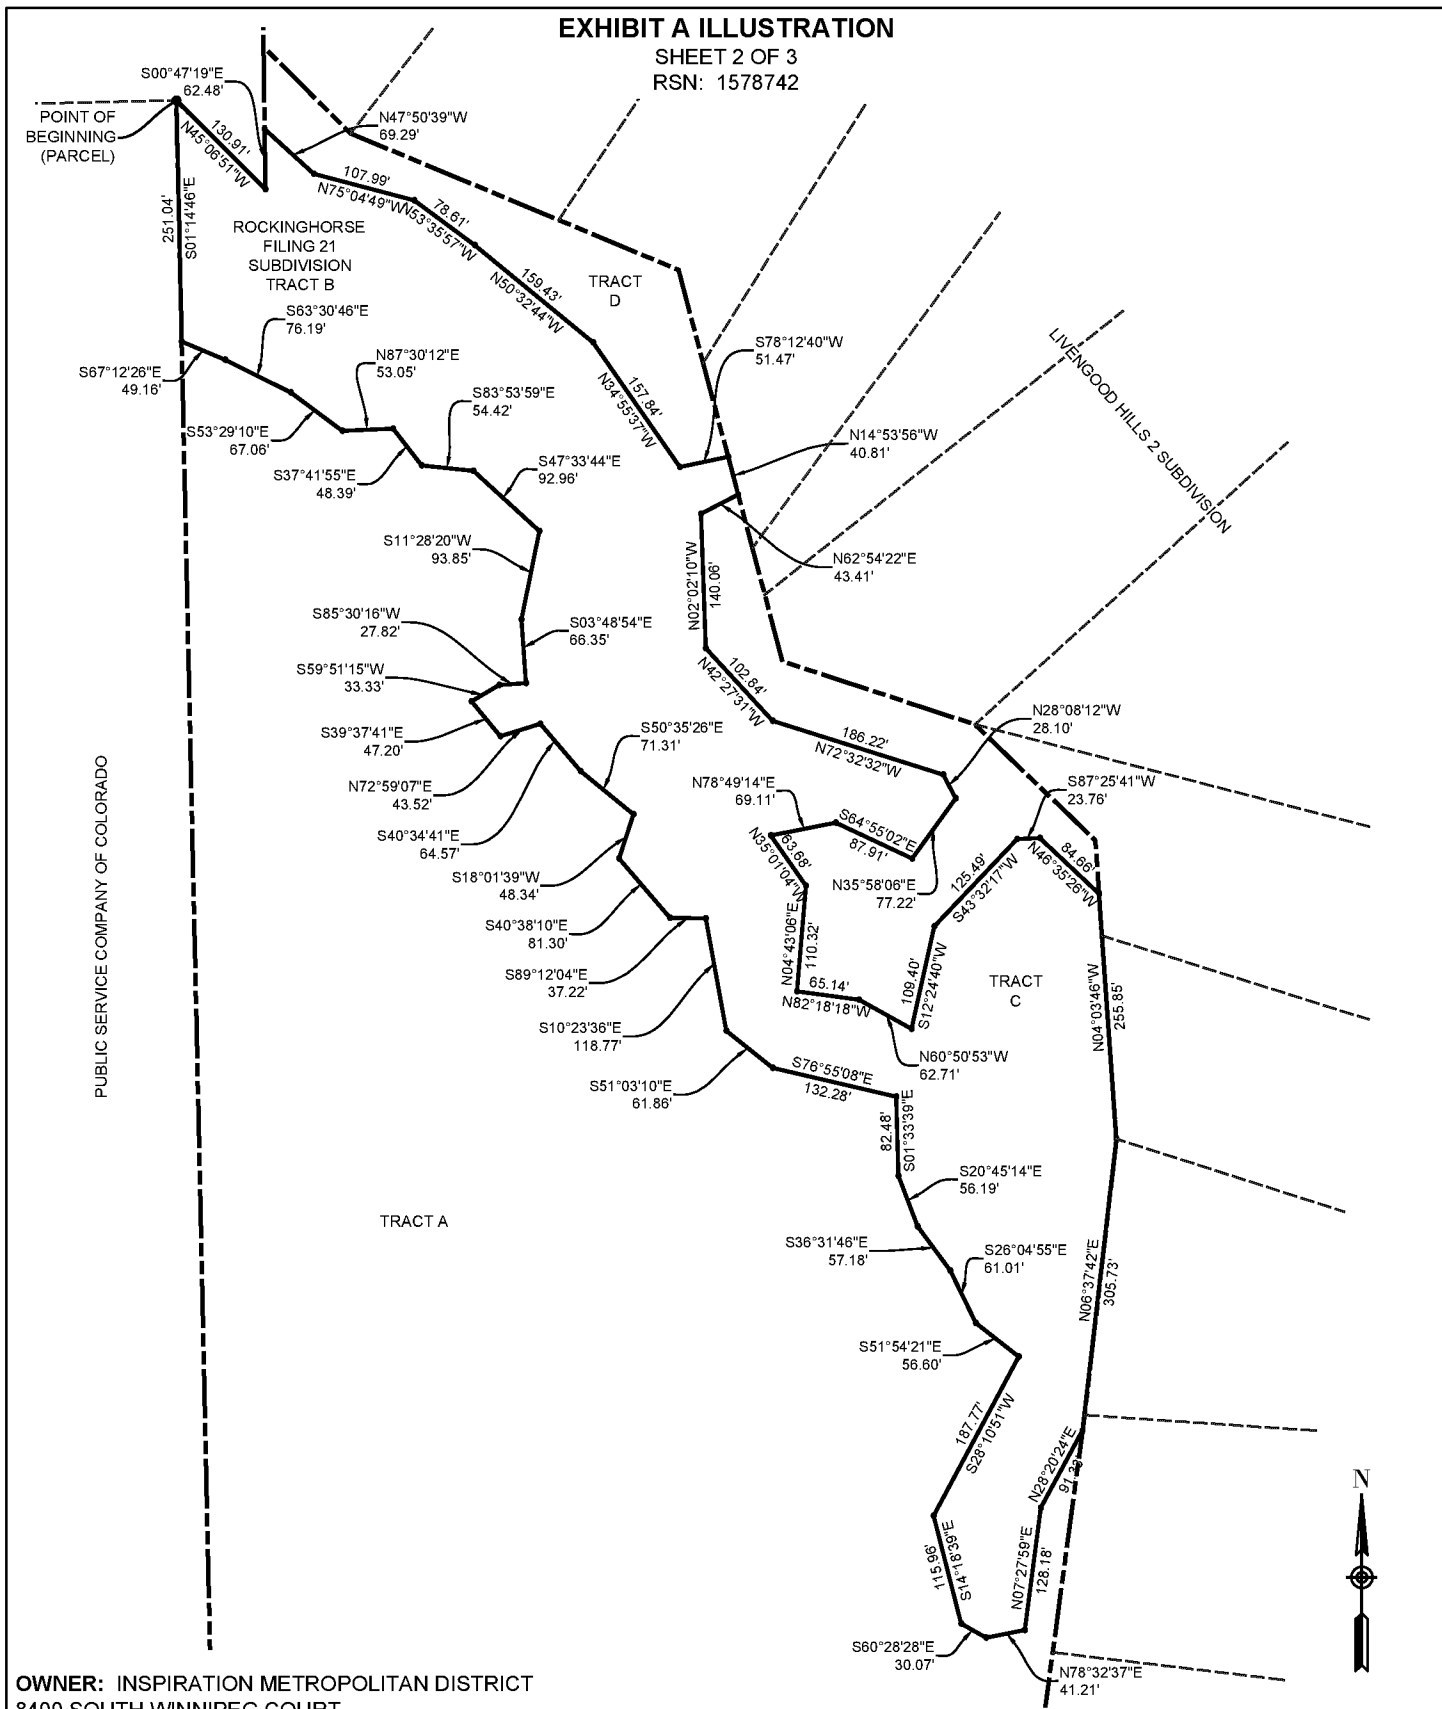 EXHIBIT A ILLUSTRATION
SHEET 2 OF 3
RSN: 1578742
S00°47'19"E
62.48'
POINT OF
BEGINNING
(PARCEL)
130.91'
N45°06'51"W
N47°50'39"W
69.29'
107.99'
N75°04'49"W
78.61'
N53°35'57"W
251.04'
S01°14'46"E
ROCKINGHORSE
FILING 21
SUBDIVISION
TRACT B
159.43'
N50°32'44"W
TRACT
D
S63°30'46"E
76.19'
S78°12'40"W
51.47'
LIVENGOOD HILLS 2 SUBDIVISION
S67°12'26"E
49.16'
N87°30'12"E
53.05'
157.84'
N34°55'37"W
S83°53'59"E
54.42'
S53°29'10"E
67.06'
N14°53'56"W
40.81'
S37°41'55"E
48.39'
S47°33'44"E
92.96'
S11°28'20"W
93.85'
N62°54'22"E
43.41'
N02°02'10"W
140.06'
S85°30'16"W
27.82'
S03°48'54"E
66.35'
S59°51'15"W
33.33'
102.84'
N42°27'31"W
S39°37'41"E
47.20'
S50°35'26"E
71.31'
N28°08'12"W
28.10'
186.22'
N72°32'32"W
N72°59'07"E
43.52'
N78°49'14"E
69.11'
S87°25'41"W
23.76'
PUBLIC SERVICE COMPANY OF COLORADO
S40°34'41"E
64.57'
S64°55'02"E
87.91'
63.68'
N35°01'04"W
84.66'
N46°35'26"W
125.49'
S43°32'17"W
S18°01'39"W
48.34'
N35°58'06"E
77.22'
S40°38'10"E
81.30'
N04°43'06"E
110.32'
S89°12'04"E
37.22'
65.14'
N82°18'18"W
109.40'
S12°24'40"W
TRACT
C
N04°03'46"W
255.85'
S10°23'36"E
118.77'
N60°50'53"W
62.71'
S51°03'10"E
61.86'
S76°55'08"E
132.28'
82.48'
S01°33'39"E
S20°45'14"E
56.19'
TRACT A
S36°31'46"E
57.18'
S26°04'55"E
61.01'
N06°37'42"E
305.73'
S51°54'21"E
56.60'
187.77'
S28°10'51"W
N28°20'24"E
N
115.96'
S14°18'39"E
N07°27'59"E
128.18'
S60°28'28"E
30.07'
N78°32'37"E
41.21'
OWNER: INSPIRATION METROPOLITAN DISTRICT
8400 SOUTH WINNIPEG COURT